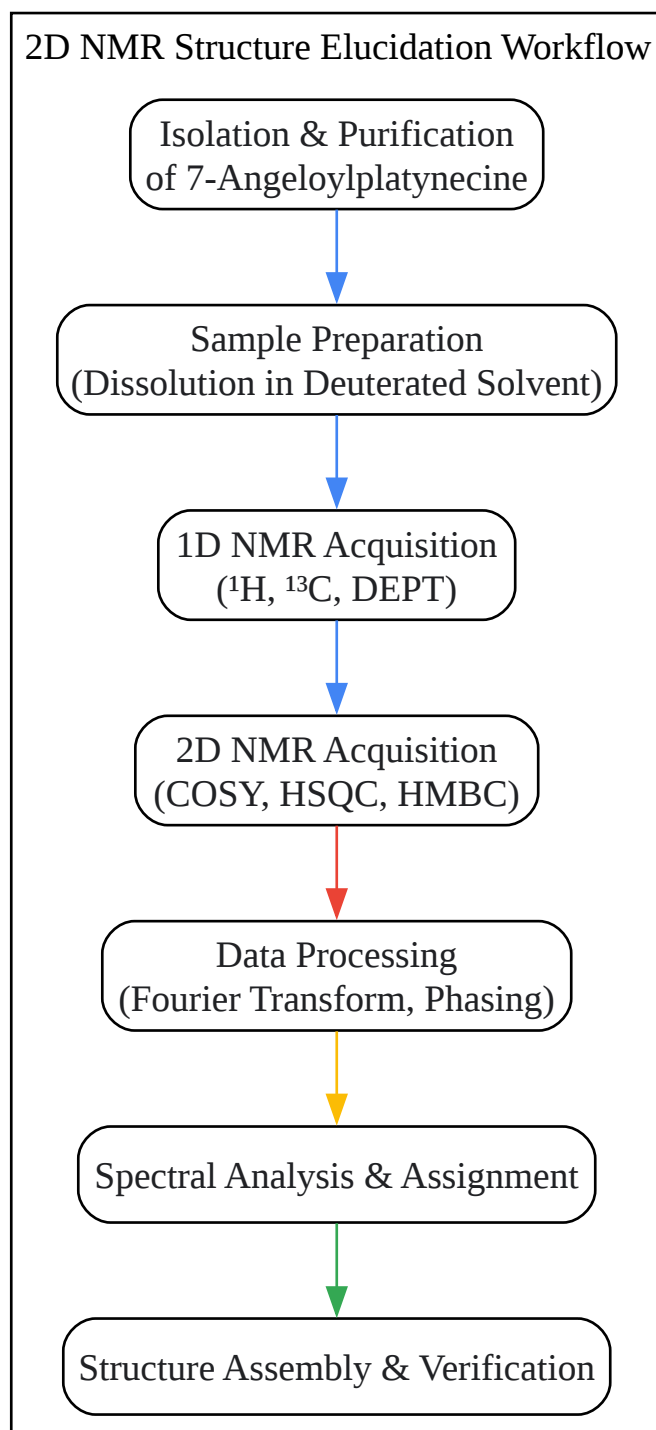 2D NMR Structure Elucidation Workflow
Isolation & Purification
of 7-Angeloylplatynecine
Sample Preparation
(Dissolution in Deuterated Solvent)
1D NMR Acquisition
(¹H, ¹³C, DEPT)
2D NMR Acquisition
(COSY, HSQC, HMBC)
Data Processing
(Fourier Transform, Phasing)
Spectral Analysis & Assignment
Structure Assembly & Verification